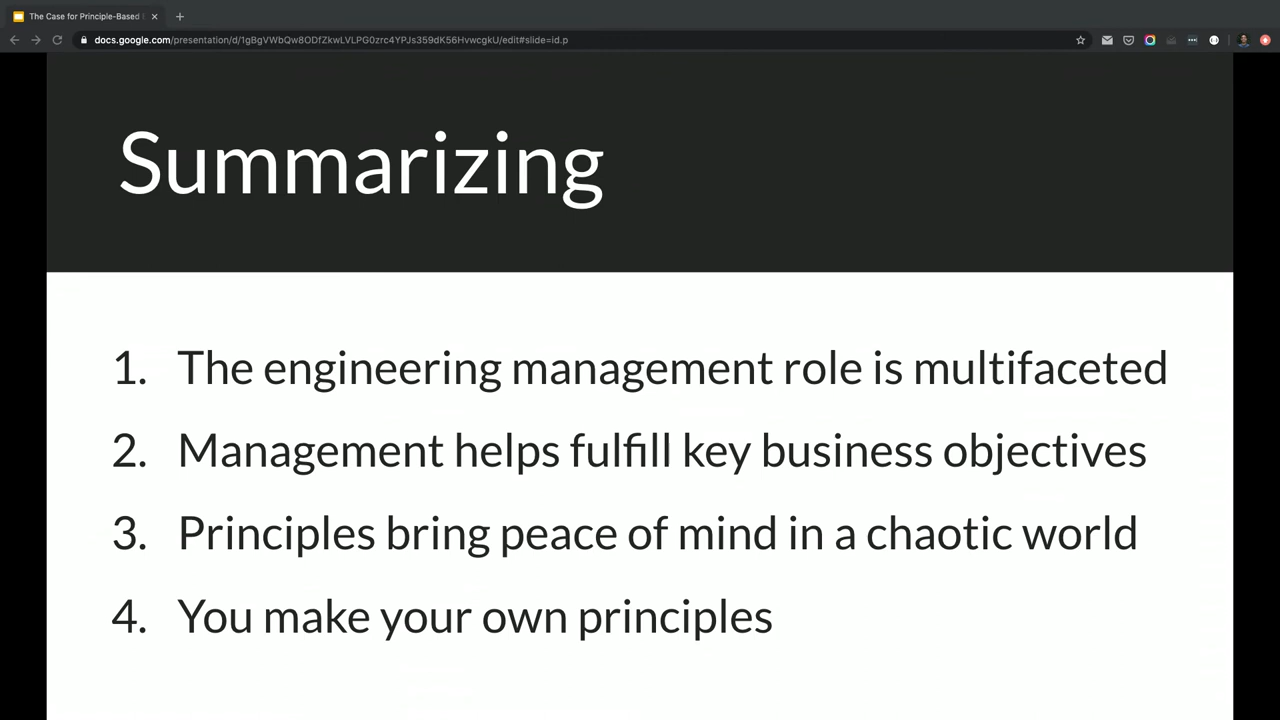 The Case for Principle-Based
docs.google.com/presentation/d/1gBgVWbQw8ODfZkwLVLPG0zrc4YPJs359dK56HvwcgkU/edit#slide=id.p
Summarizing
1. The engineering management role is multifaceted
2. Management helps fulfill key business objectives
3. Principles bring peace of mind in a chaotic world
4. You make your own principles